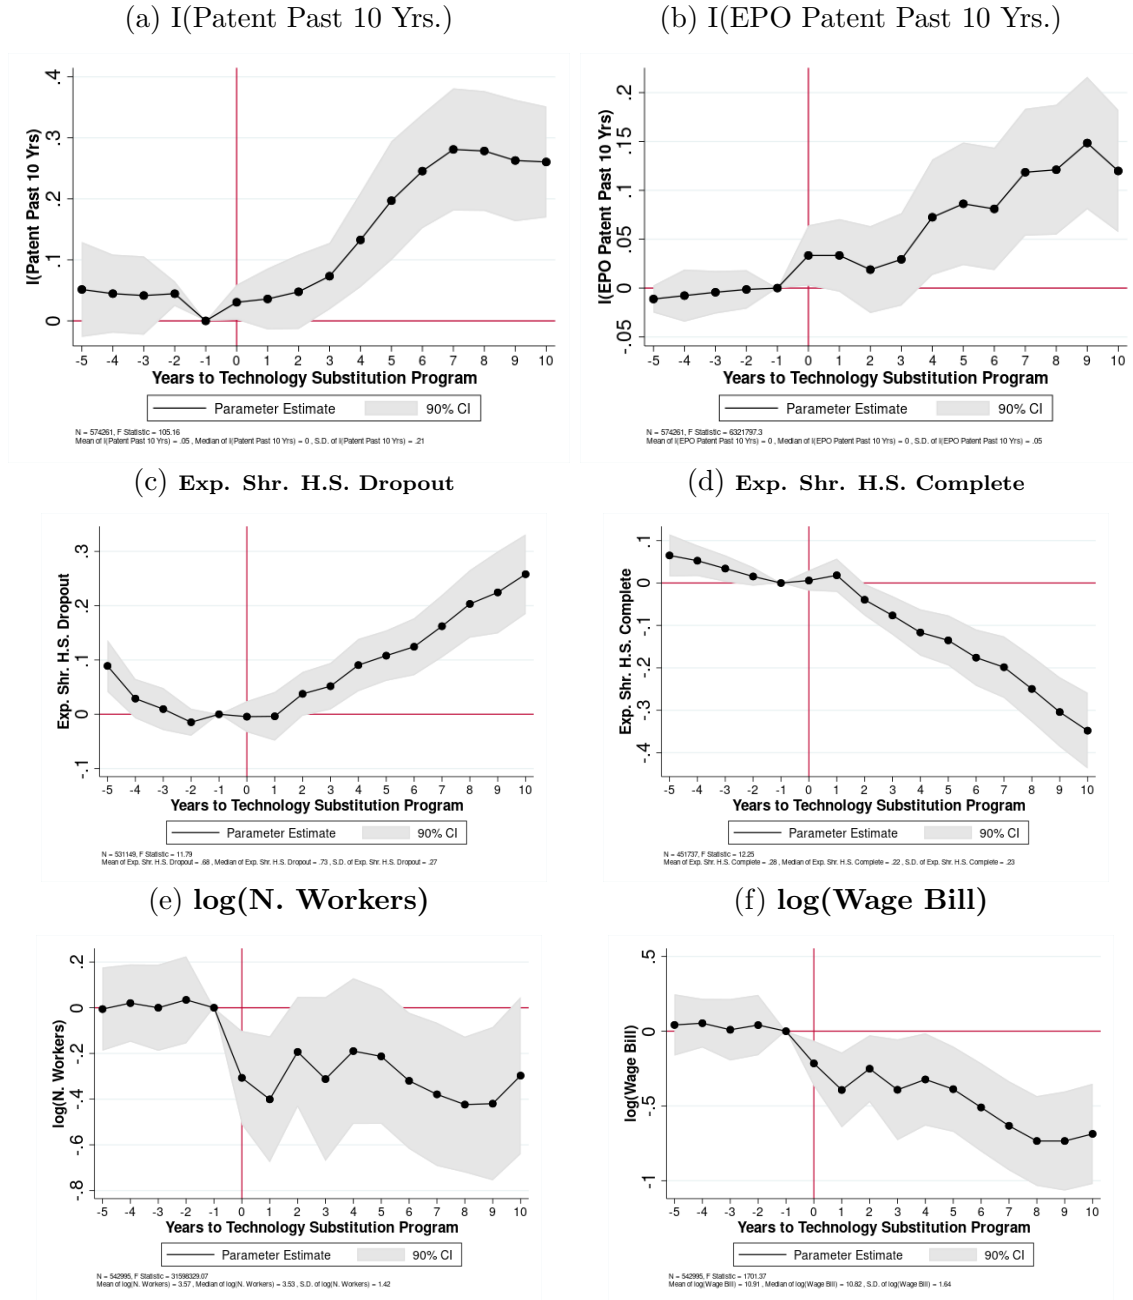 (a) I(Patent Past 10 Yrs.)
(b) I(EPO Patent Past 10 Yrs.)
I(Patent Past 10 Yrs)
.4
.3
.2
.1
0
-5 -4 -3 -2 -1 0 1 2 3 4 5 6 7 8 9 10
Years to Technology Substitution Program
Parameter Estimate 90% CI
N = 574261, F Statistic = 105.16
Mean of I(Patent Past 10 Yrs) = .05 , Median of I(Patent Past 10 Yrs) = 0 , S.D. of I(Patent Past 10 Yrs) = .21
I(EPO Patent Past 10 Yrs)
.2
.15
.1
.05
0
-.05
-5 -4 -3 -2 -1 0 1 2 3 4 5 6 7 8 9 10
Years to Technology Substitution Program
Parameter Estimate 90% CI
N = 574261, F Statistic = 6321797.3
Mean of I(EPO Patent Past 10 Yrs) = 0 , Median of I(EPO Patent Past 10 Yrs) = 0 , S.D. of I(EPO Patent Past 10 Yrs) = .05
(c) Exp. Shr. H.S. Dropout
(d) Exp. Shr. H.S. Complete
Exp. Shr. H.S. Dropout
.3
.2
.1
0
-.1
-5 -4 -3 -2 -1 0 1 2 3 4 5 6 7 8 9 10
Years to Technology Substitution Program
Parameter Estimate 90% CI
N = 531149, F Statistic = 11.79
Mean of Exp. Shr. H.S. Dropout = .68 , Median of Exp. Shr. H.S. Dropout = .73 , S.D. of Exp. Shr. H.S. Dropout = .27
Exp. Shr. H.S. Complete
.1
0
-.1
-.2
-.3
-.4
-5 -4 -3 -2 -1 0 1 2 3 4 5 6 7 8 9 10
Years to Technology Substitution Program
Parameter Estimate 90% CI
N = 451737, F Statistic = 12.25
Mean of Exp. Shr. H.S. Complete = .28 , Median of Exp. Shr. H.S. Complete = .22 , S.D. of Exp. Shr. H.S. Complete = .23
(e) log(N. Workers)
(f) log(Wage Bill)
log(N. Workers)
.2
0
-.2
-.4
-.6
-.8
-5 -4 -3 -2 -1 0 1 2 3 4 5 6 7 8 9 10
Years to Technology Substitution Program
Parameter Estimate 90% CI
N = 542995, F Statistic = 31598329.07
Mean of log(N. Workers) = 3.57 , Median of log(N. Workers) = 3.53 , S.D. of log(N. Workers) = 1.42
log(Wage Bill)
.5
0
-.5
-1
-5 -4 -3 -2 -1 0 1 2 3 4 5 6 7 8 9 10
Years to Technology Substitution Program
Parameter Estimate 90% CI
N = 542995, F Statistic = 1701.37
Mean of log(Wage Bill) = 10.91 , Median of log(Wage Bill) = 10.82 , S.D. of log(Wage Bill) = 1.64